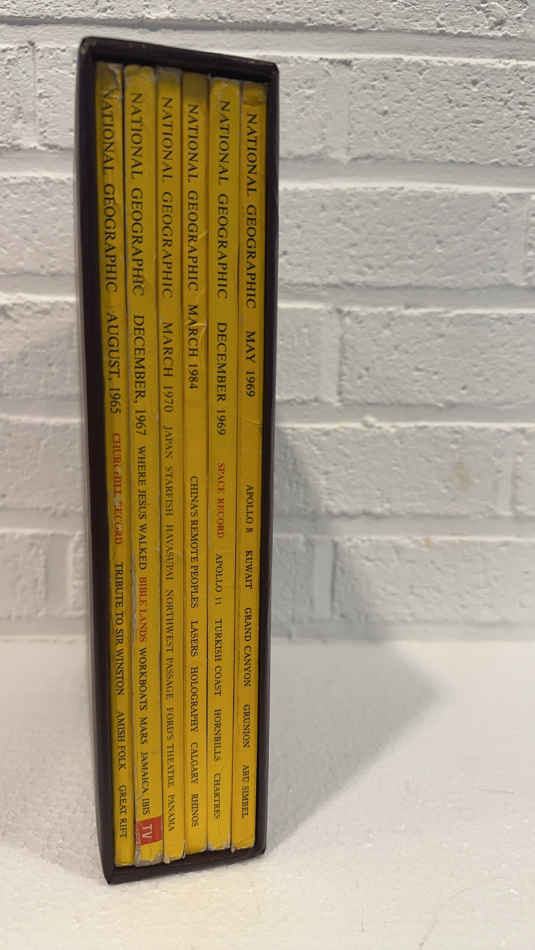 NATIONAL GEOGRAPHIC AUGUST, 1965 CHURCHILL RECORD TRIBUTE TO SIR WINSTON AMISH FOLK GREAT RIFT
NATIONAL GEOGRAPHIC DECEMBER, 1967 WHERE JESUS WALKED BIBLE LANDS WORKBOATS MARS JAMAICA IBIS TV
NATIONAL GEOGRAPHIC MARCH 1970 JAPAN STARFISH HAVASUPAI NORTHWEST PASSAGE FORD'S THEATRE PANAMA
NATIONAL GEOGRAPHIC MARCH 1984 CHINA'S REMOTE PEOPLES LASERS HOLOGRAPHY CALGARY RHINOS
NATIONAL GEOGRAPHIC DECEMBER 1969 SPACE RECORD APOLLO 11 TURKISH COAST HORNBILLS CHARTRES
NATIONAL GEOGRAPHIC MAY 1969 APOLLO 8 KUWAIT GRAND CANYON GRUNION ABU SIMBEL